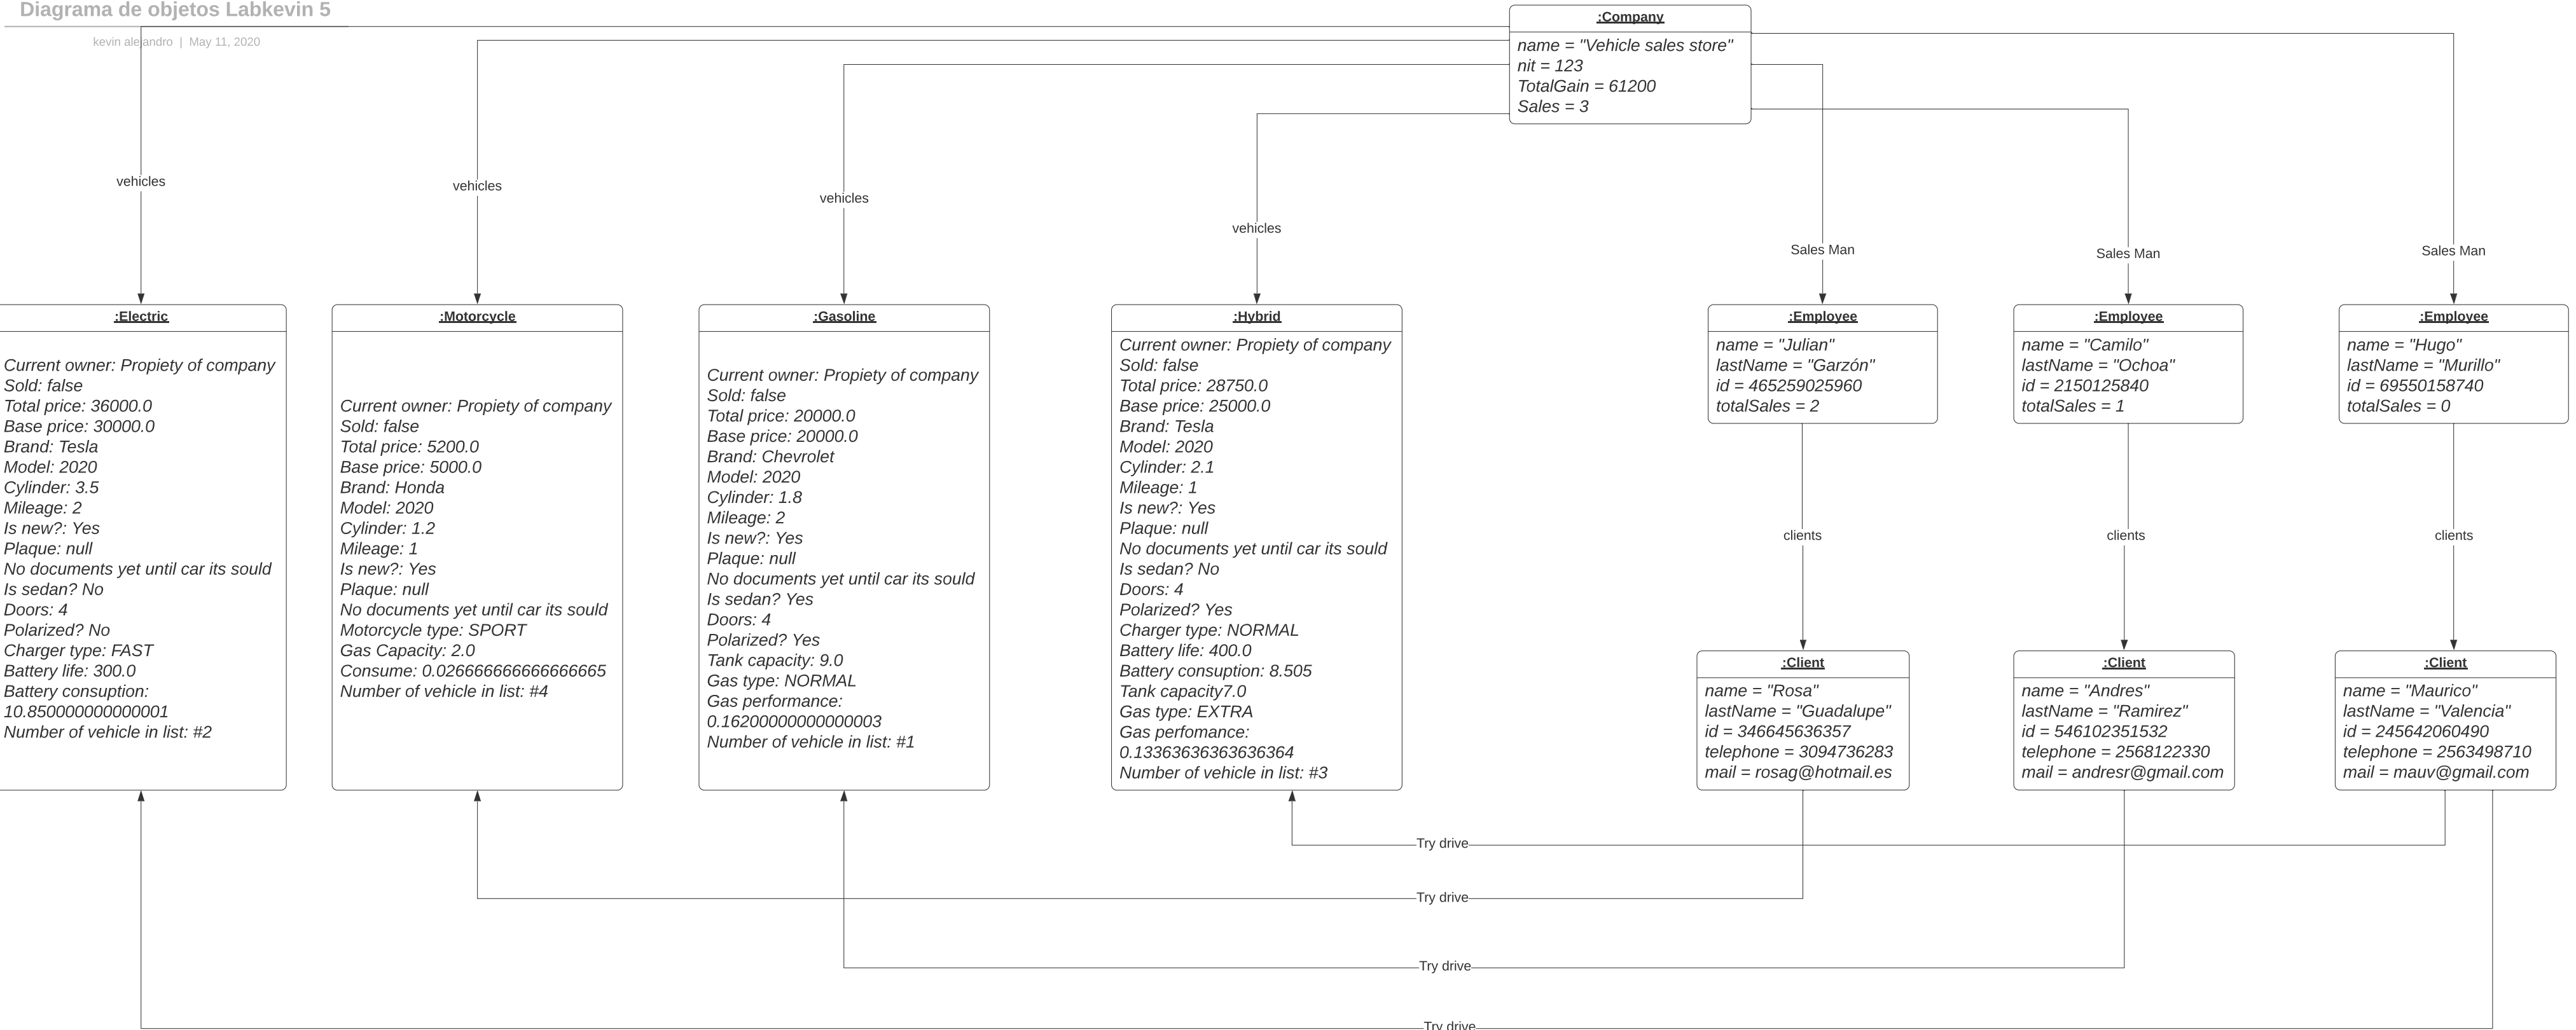 Diagrama de objetos Labkevin 5
kevin alejandro | May 11, 2020
:Company
name = "Vehicle sales store"
nit = 123
TotalGain = 61200
Sales = 3
vehicles
vehicles
vehicles
vehicles
Sales Man
Sales Man
Sales Man
:Electric
Current owner: Propiety of company
Sold: false
Total price: 36000.0
Base price: 30000.0
Brand: Tesla
Model: 2020
Cylinder: 3.5
Mileage: 2
Is new?: Yes
Plaque: null
No documents yet until car its sould
Is sedan? No
Doors: 4
Polarized? No
Charger type: FAST
Battery life: 300.0
Battery consuption:
10.850000000000001
Number of vehicle in list: #2
:Motorcycle
Current owner: Propiety of company
Sold: false
Total price: 5200.0
Base price: 5000.0
Brand: Honda
Model: 2020
Cylinder: 1.2
Mileage: 1
Is new?: Yes
Plaque: null
No documents yet until car its sould
Motorcycle type: SPORT
Gas Capacity: 2.0
Consume: 0.026666666666666665
Number of vehicle in list: #4
:Gasoline
Current owner: Propiety of company
Sold: false
Total price: 20000.0
Base price: 20000.0
Brand: Chevrolet
Model: 2020
Cylinder: 1.8
Mileage: 2
Is new?: Yes
Plaque: null
No documents yet until car its sould
Is sedan? Yes
Doors: 4
Polarized? Yes
Tank capacity: 9.0
Gas type: NORMAL
Gas performance:
0.16200000000000003
Number of vehicle in list: #1
:Hybrid
Current owner: Propiety of company
Sold: false
Total price: 28750.0
Base price: 25000.0
Brand: Tesla
Model: 2020
Cylinder: 2.1
Mileage: 1
Is new?: Yes
Plaque: null
No documents yet until car its sould
Is sedan? No
Doors: 4
Polarized? Yes
Charger type: NORMAL
Battery life: 400.0
Battery consuption: 8.505
Tank capacity7.0
Gas type: EXTRA
Gas perfomance:
0.13363636363636364
Number of vehicle in list: #3
:Employee
name = "Julian"
lastName = "Garzón"
id = 465259025960
totalSales = 2
:Employee
name = "Camilo"
lastName = "Ochoa"
id = 2150125840
totalSales = 1
:Employee
name = "Hugo"
lastName = "Murillo"
id = 69550158740
totalSales = 0
clients
clients
clients
:Client
name = "Rosa"
lastName = "Guadalupe"
id = 346645636357
telephone = 3094736283
mail = rosag@hotmail.es
:Client
name = "Andres"
lastName = "Ramirez"
id = 546102351532
telephone = 2568122330
mail = andresr@gmail.com
:Client
name = "Maurico"
lastName = "Valencia"
id = 245642060490
telephone = 2563498710
mail = mauv@gmail.com
Try drive
Try drive
Try drive
Try drive